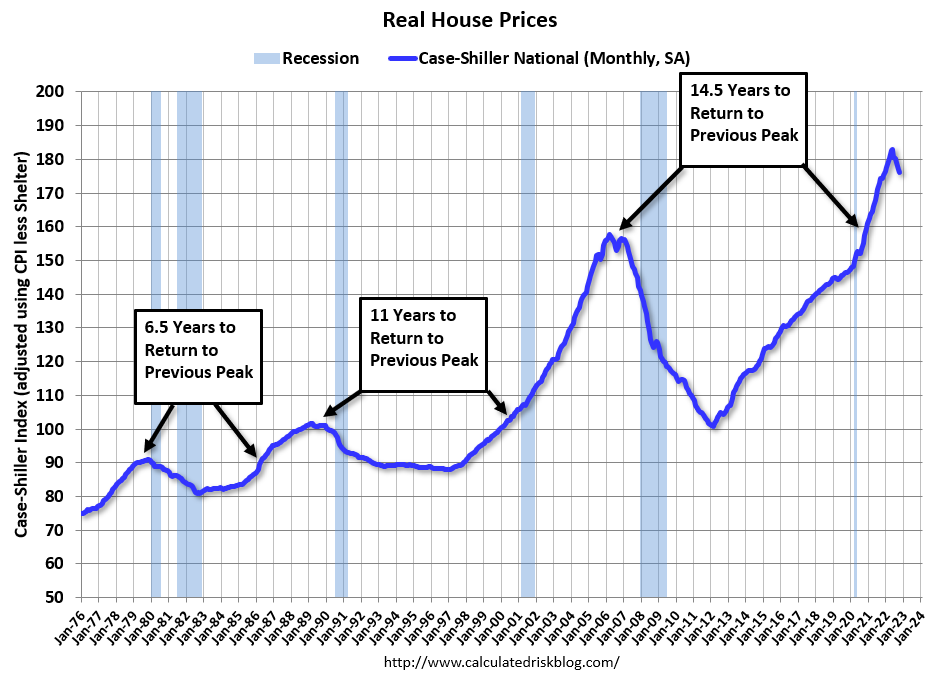 Real House Prices
Recession
Case-Shiller National (Monthly, SA)
Case-Shiller Index (adjusted using CPI less Shelter)
200
190
180
170
160
150
140
130
120
110
100
90
80
70
60
50
6.5 Years to
Return to
Previous Peak
11 Years to
Return to
Previous Peak
14.5 Years to
Return to
Previous Peak
Jan-76
Jan-77
Jan-78
Jan-79
Jan-80
Jan-81
Jan-82
Jan-83
Jan-84
Jan-85
Jan-86
Jan-87
Jan-88
Jan-89
Jan-90
Jan-91
Jan-92
Jan-93
Jan-94
Jan-95
Jan-96
Jan-97
Jan-98
Jan-99
Jan-00
Jan-01
Jan-02
Jan-03
Jan-04
Jan-05
Jan-06
Jan-07
Jan-08
Jan-09
Jan-10
Jan-11
Jan-12
Jan-13
Jan-14
Jan-15
Jan-16
Jan-17
Jan-18
Jan-19
Jan-20
Jan-21
Jan-22
Jan-23
Jan-24
http://www.calculatedriskblog.com/